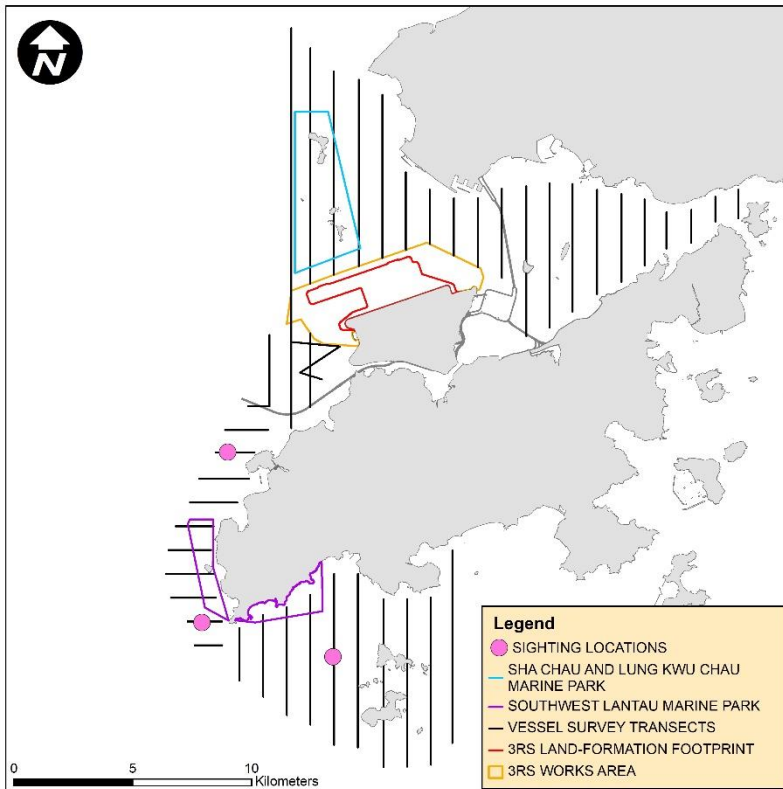 N
Legend
SIGHTING LOCATIONS
SHA CHAU AND LUNG KWU CHAU
MARINE PARK
SOUTHWEST LANTAU MARINE PARK
VESSEL SURVEY TRANSECTS
3RS LAND-FORMATION FOOTPRINT
3RS WORKS AREA
0 5 10
Kilometers